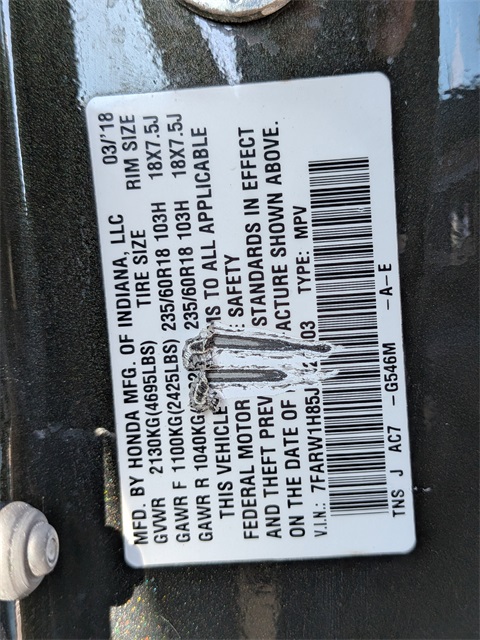 MFD. BY HONDA MFG. OF INDIANA, LLC 03/'18
GVWR 2130KG(4695LBS) TIRE SIZE RIM SIZE
GAWR F 1100KG(2425LBS) 235/60R18 103H 18X7.5J
GAWR R 1040KG( 235/60R18 103H 18X7.5J
THIS VEHICLE TO ALL APPLICABLE
FEDERAL MOTOR SAFETY
AND THEFT PREV STANDARDS IN EFFECT
ON THE DATE OF ACTURE SHOWN ABOVE.
V.I.N.: 7FARW1H85J 03 TYPE: MPV
TNS J AC7 -G546M -A-E